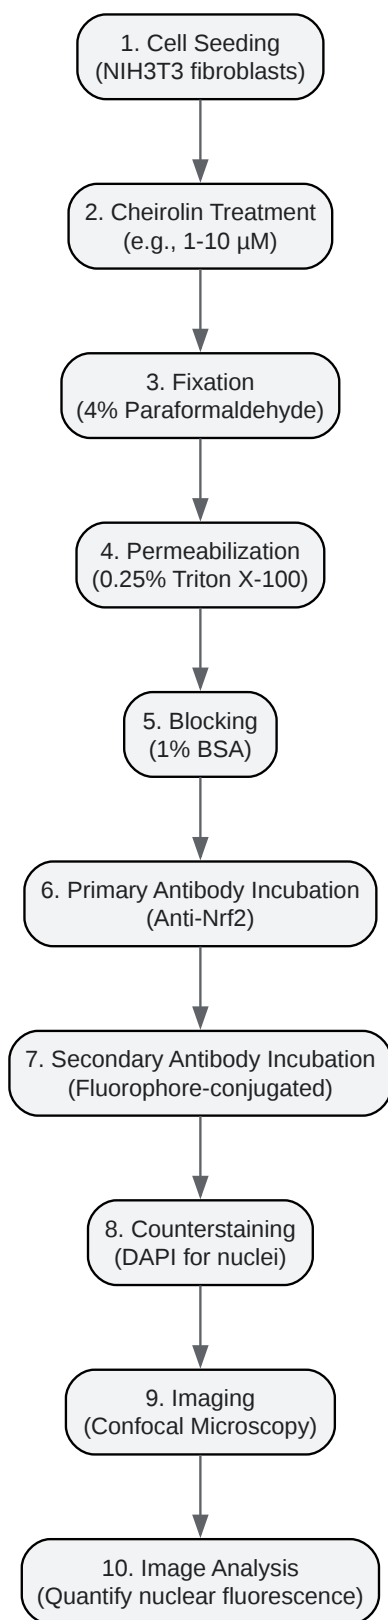 1. Cell Seeding
(NIH3T3 fibroblasts)
2. Cheirolin Treatment
(e.g., 1-10 µM)
3. Fixation
(4% Paraformaldehyde)
4. Permeabilization
(0.25% Triton X-100)
5. Blocking
(1% BSA)
6. Primary Antibody Incubation
(Anti-Nrf2)
7. Secondary Antibody Incubation
(Fluorophore-conjugated)
8. Counterstaining
(DAPI for nuclei)
9. Imaging
(Confocal Microscopy)
10. Image Analysis
(Quantify nuclear fluorescence)